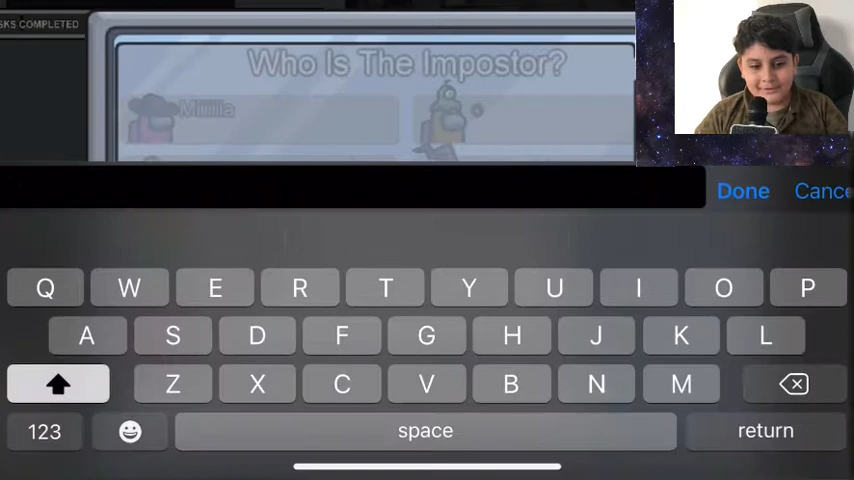 SKS COMPLETED
Who Is The Impostor?
Done Cance
Q W E R T Y U I O P
A S D F G H J K L
Z X C V B N M
123 space return